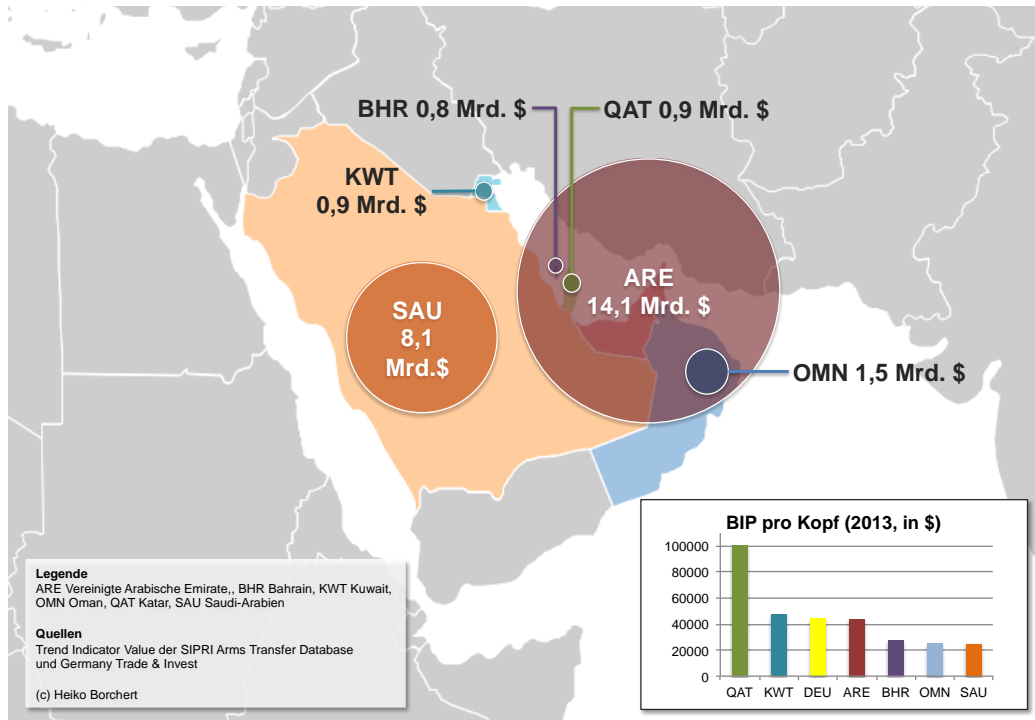 BHR 0,8 Mrd. $
QAT 0,9 Mrd. $
KWT
0,9 Mrd. $
SAU
8,1
Mrd.$
ARE
14,1 Mrd. $
OMN 1,5 Mrd. $
Legende
ARE Vereinigte Arabische Emirate,, BHR Bahrain, KWT Kuwait,
OMN Oman, QAT Katar, SAU Saudi-Arabien
Quellen
Trend Indicator Value der SIPRI Arms Transfer Database
und Germany Trade & Invest
(c) Heiko Borchert
BIP pro Kopf (2013, in $)
100000
80000
60000
40000
20000
0
QAT KWT DEU ARE BHR OMN SAU